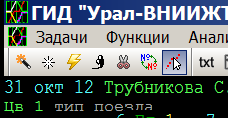 ГИД "Урал-ВНИИЖТ
Задачи Функции Анали
txt
31 окт 12 Трубникова С.
Цв 1 тип поезда